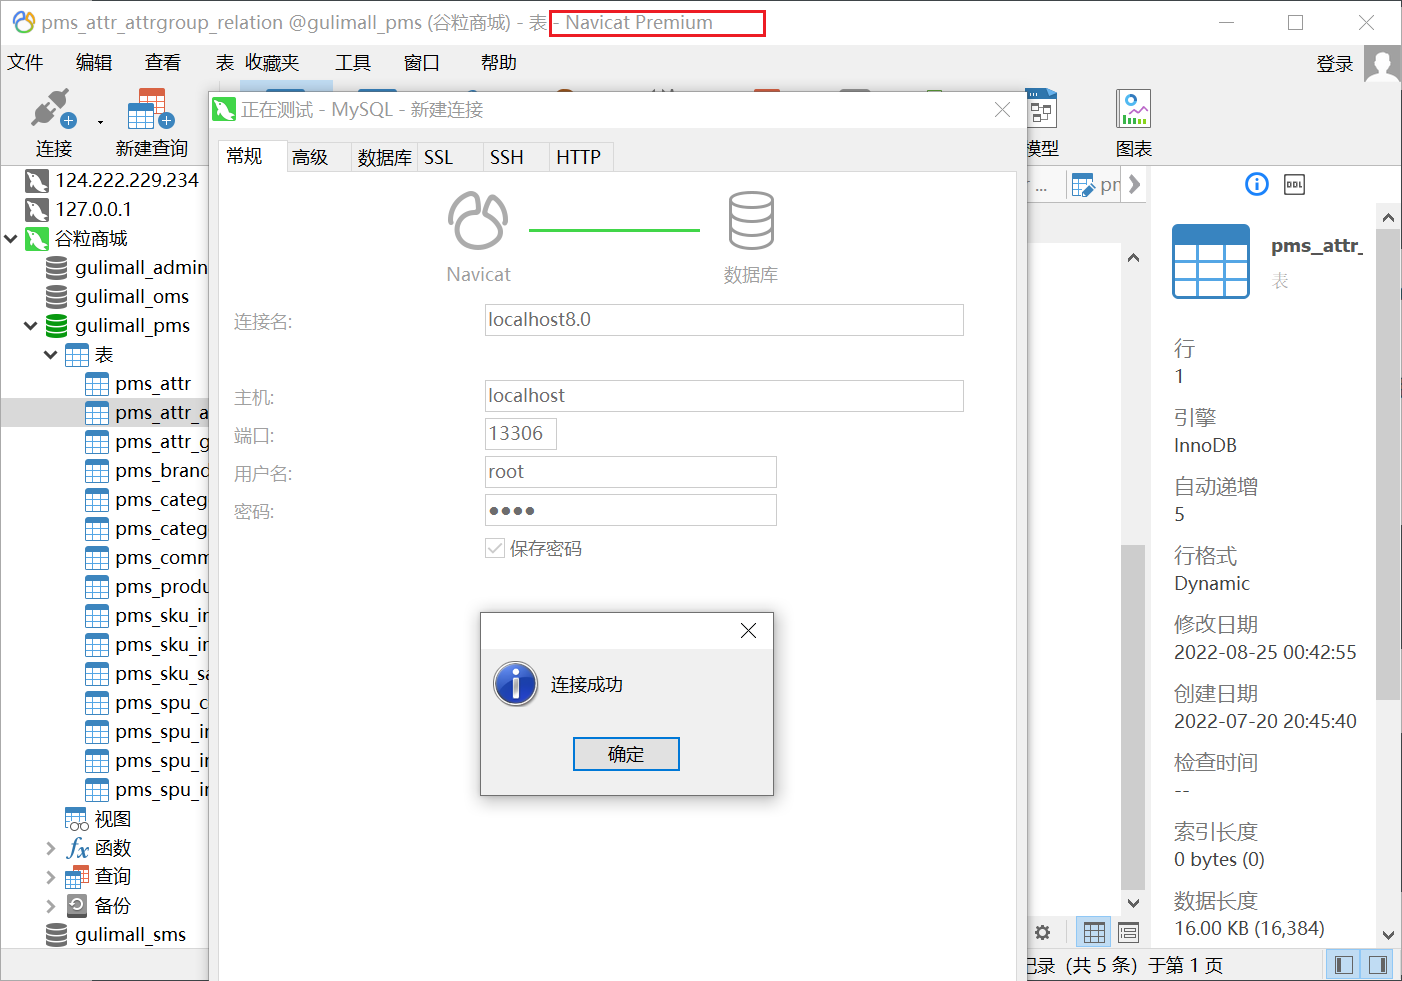 pms_attr_attrgroup_relation @gulimall_pms (谷粒商城) - 表 - Navicat Premium
文件 编辑 查看 表 收藏夹 工具 窗口 帮助 登录
连接 新建查询 模型 图表
正在测试 - MySQL - 新建连接
常规 高级 数据库 SSL SSH HTTP
Navicat 数据库
连接名: localhost8.0
主机: localhost
端口: 13306
用户名: root
密码: ●●●●
保存密码
连接成功
确定
124.222.229.234
127.0.0.1
谷粒商城
gulimall_admin
gulimall_oms
gulimall_pms
表
pms_attr
pms_attr_a
pms_attr_g
pms_brand
pms_categ
pms_categ
pms_comm
pms_produ
pms_sku_in
pms_sku_in
pms_sku_sa
pms_spu_c
pms_spu_in
pms_spu_in
pms_spu_in
视图
fx 函数
查询
备份
gulimall_sms
... pm
DDL
pms_attr_
表
行
1
引擎
InnoDB
自动递增
5
行格式
Dynamic
修改日期
2022-08-25 00:42:55
创建日期
2022-07-20 20:45:40
检查时间
--
索引长度
0 bytes (0)
数据长度
16.00 KB (16,384)
记录 (共 5 条) 于第 1 页